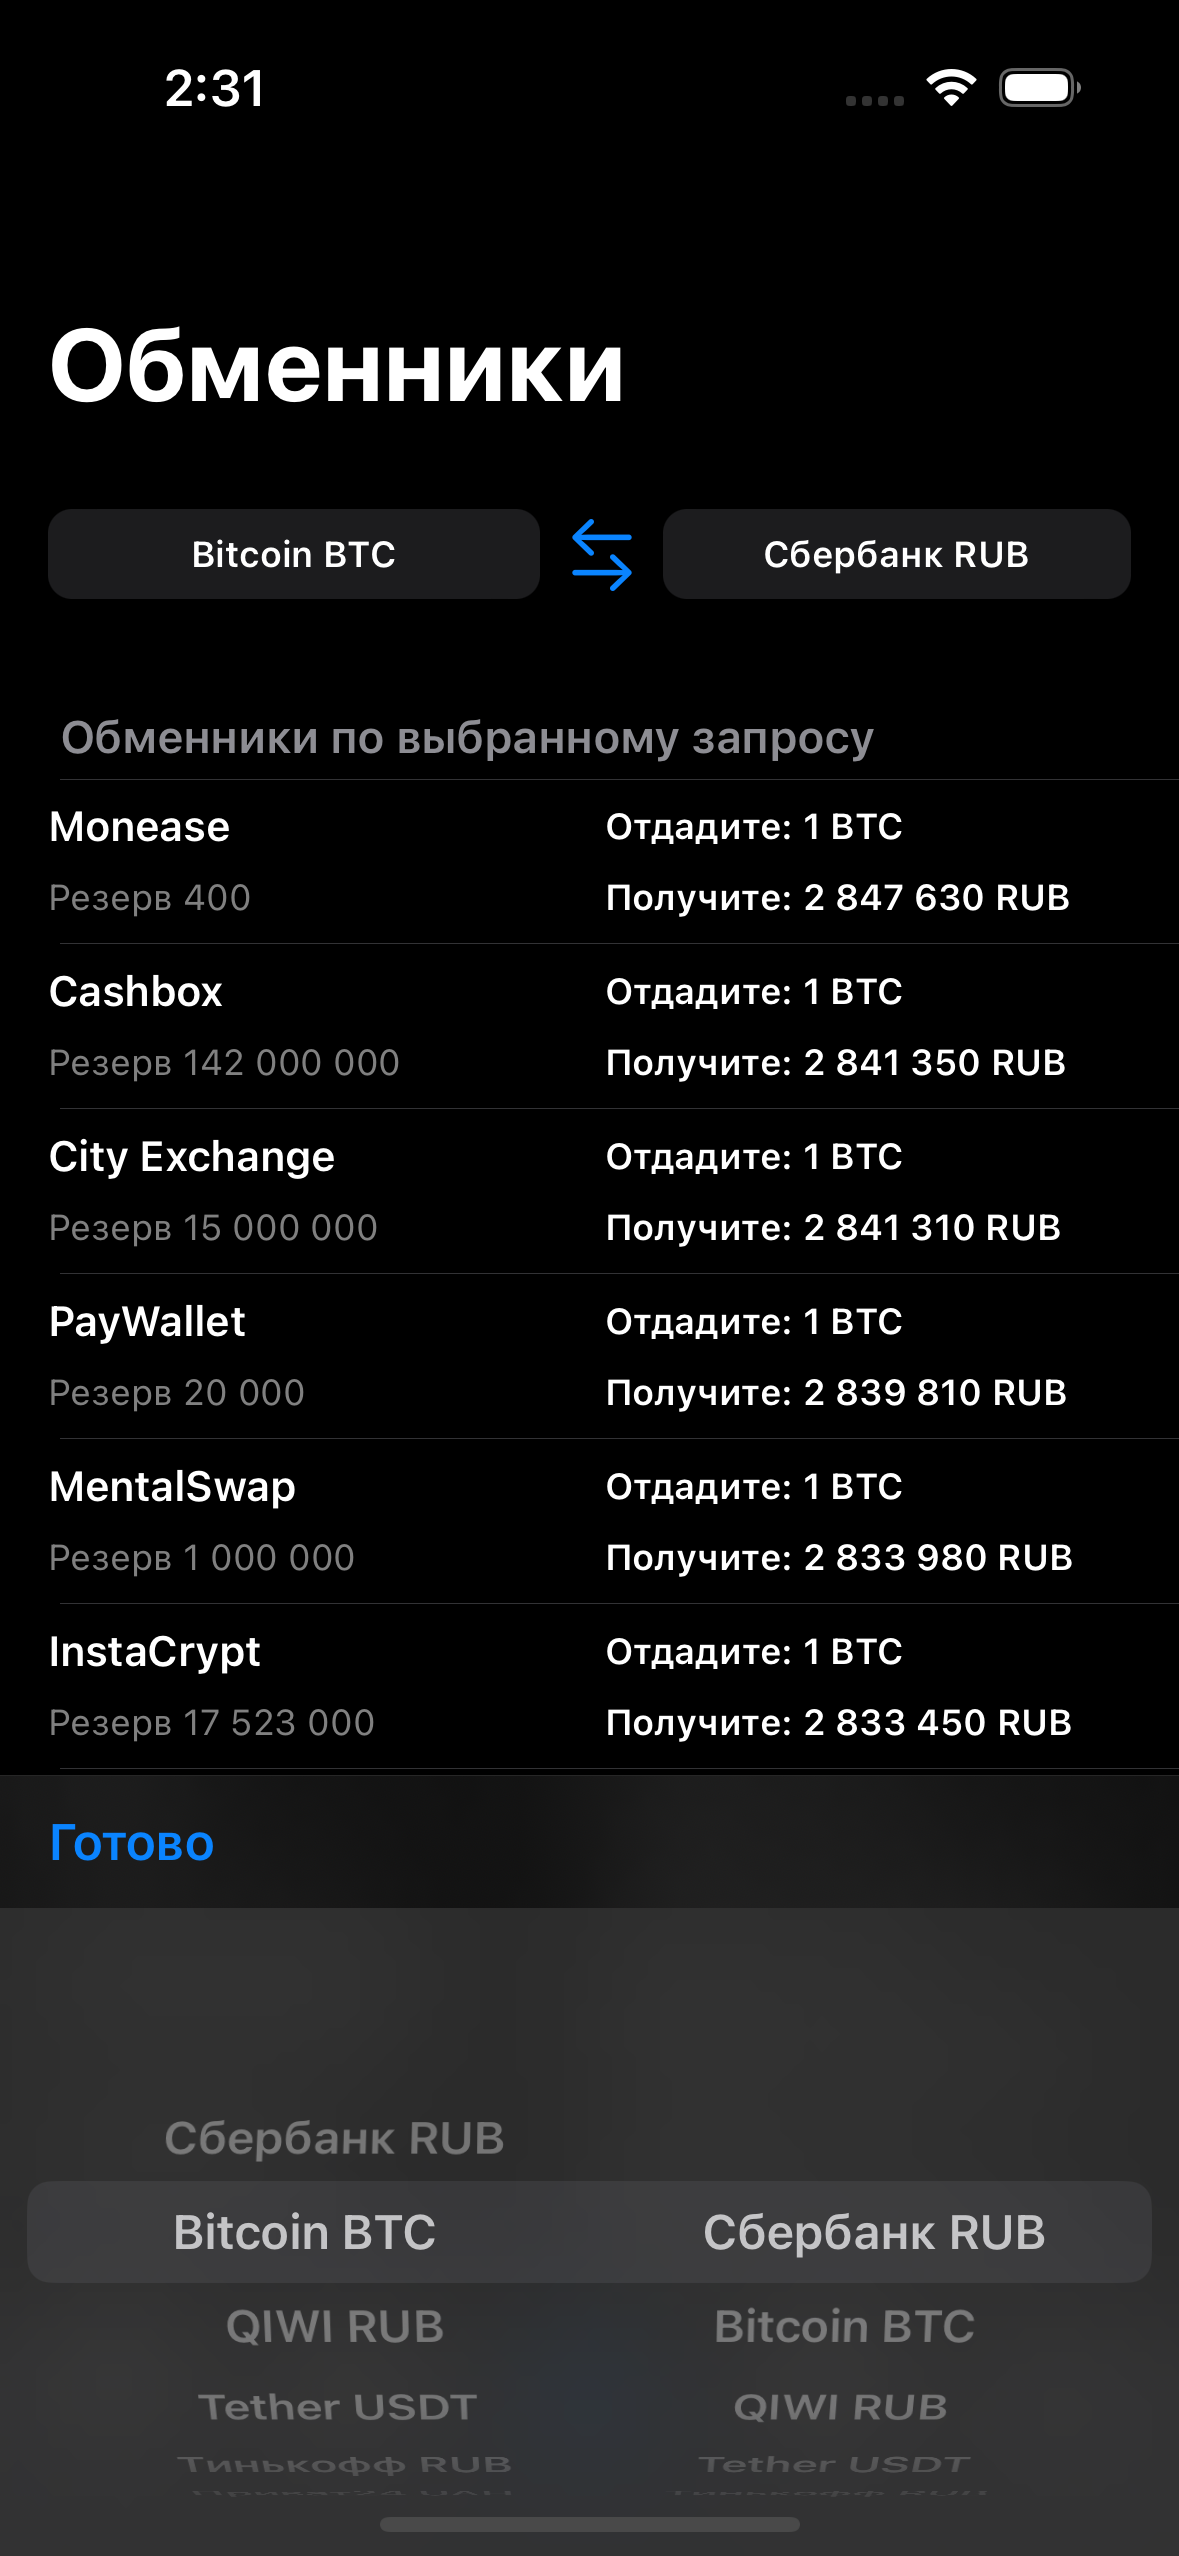 2:31
Обменники
Bitcoin BTC
Сбербанк RUB
Обменники по выбранному запросу
Monease
Отдадите: 1 BTC
Резерв 400
Получите: 2 847 630 RUB
Cashbox
Отдадите: 1 BTC
Резерв 142 000 000
Получите: 2 841 350 RUB
City Exchange
Отдадите: 1 BTC
Резерв 15 000 000
Получите: 2 841 310 RUB
PayWallet
Отдадите: 1 BTC
Резерв 20 000
Получите: 2 839 810 RUB
MentalSwap
Отдадите: 1 BTC
Резерв 1 000 000
Получите: 2 833 980 RUB
InstaCrypt
Отдадите: 1 BTC
Резерв 17 523 000
Получите: 2 833 450 RUB
Готово
Сбербанк RUB
Bitcoin BTC
Сбербанк RUB
QIWI RUB
Bitcoin BTC
Tether USDT
QIWI RUB
Тинькофф RUB
Tether USDT